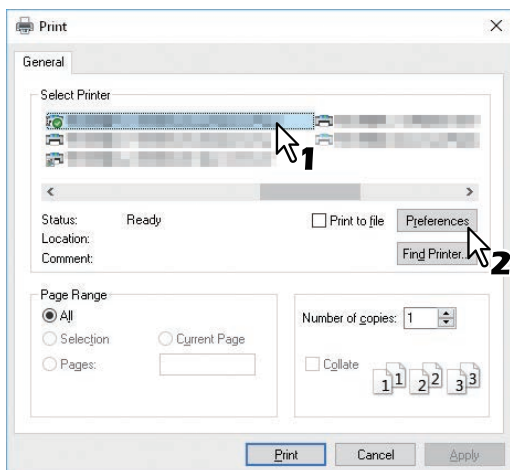 Print
General
Select Printer
1
Status: Ready
Print to file
Preferences
Location:
Comment:
Find Printer...
2
Page Range
All
Selection
Current Page
Pages:
Number of copies: 1
Collate
1 1 2 2 3 3
Print Cancel Apply